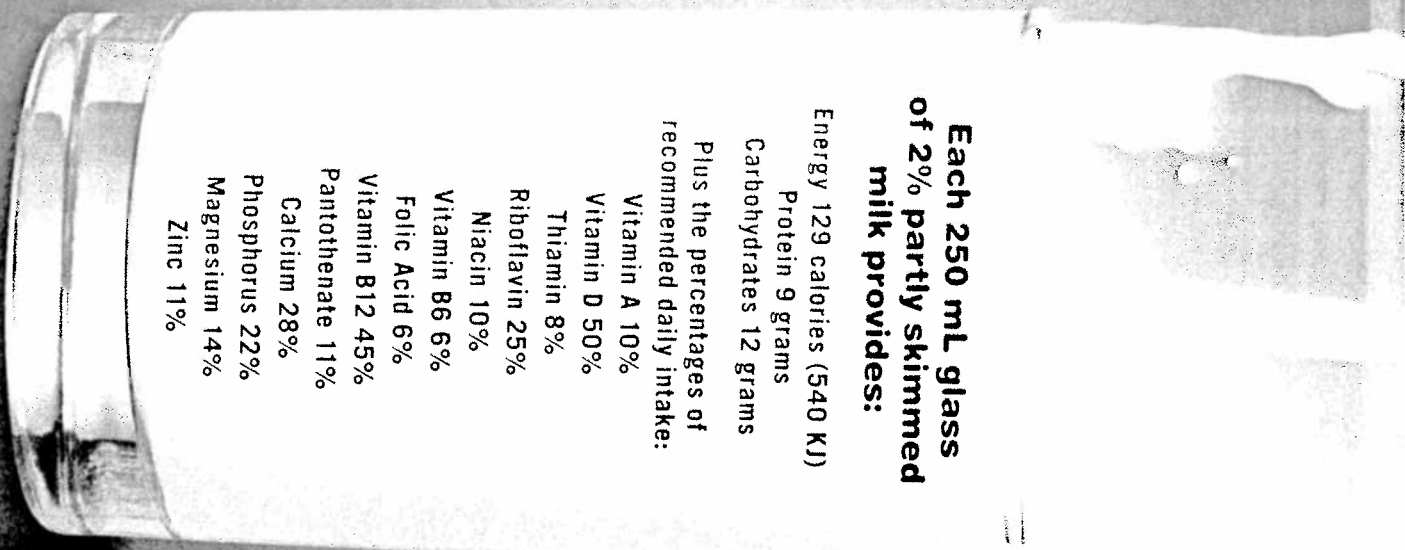 Each 250 mL glass
of 2% partly skimmed
milk provides:
Energy 129 calories (540 KJ)
Protein 9 grams
Carbohydrates 12 grams
Plus the percentages of
recommended daily intake:
Vitamin A 10%
Vitamin D 50%
Thiamin 8%
Riboflavin 25%
Niacin 10%
Vitamin B6 6%
Folic Acid 6%
Vitamin B12 45%
Pantothenate 11%
Calcium 28%
Phosphorus 22%
Magnesium 14%
Zinc 11%